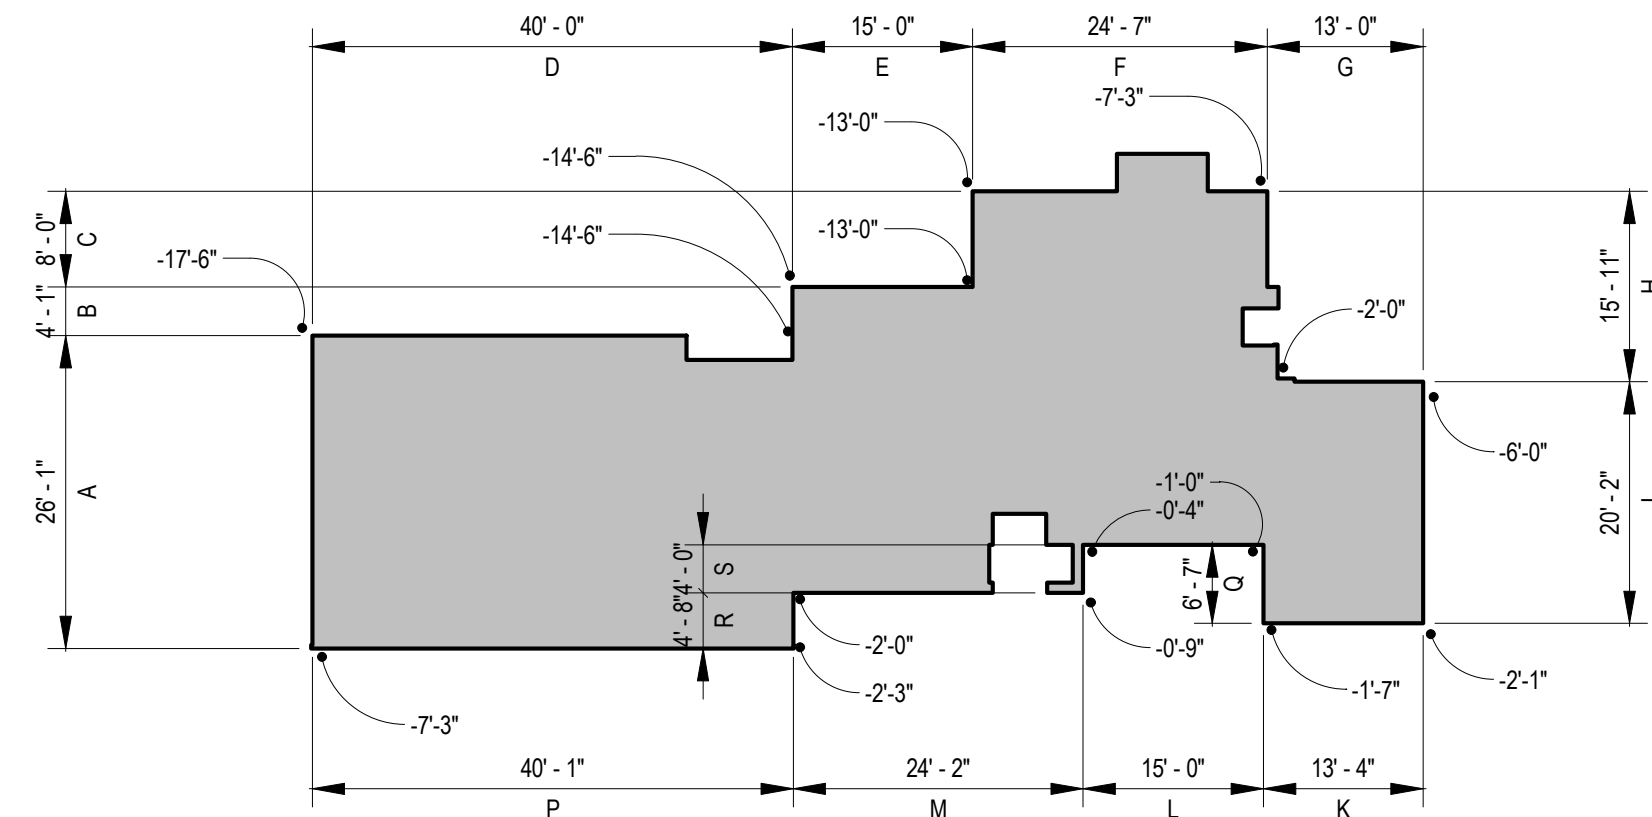 40' - 0"
15' - 0"
24' - 7"
13' - 0"
D
E
F
G
-7'-3"
-13'-0"
-14'-6"
8' - 0"
C
-14'-6"
-13'-0"
-17'-6"
15' - 11"
H
4' - 1"
B
-2'-0"
-6'-0"
26' - 1"
A
-1'-0"
-0'-4"
20' - 2"
4' - 0"
S
6' - 7"
Q
4' - 8"
R
-2'-0"
-0'-9"
-2'-3"
-1'-7"
-2'-1"
-7'-3"
40' - 1"
24' - 2"
15' - 0"
13' - 4"
P
M
L
K